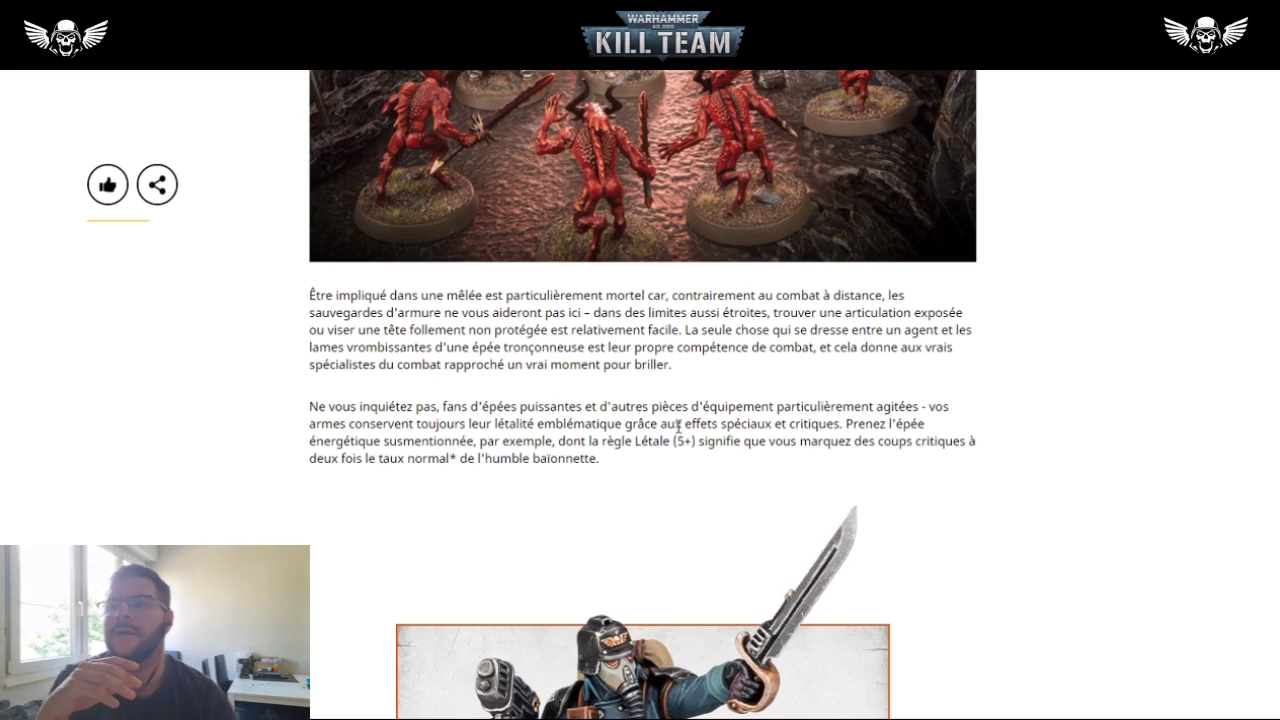 WARHAMMER
40,000
KILL TEAM
Être impliqué dans une mêlée est particulièrement mortel car, contrairement au combat à distance, les
sauvegardes d'armure ne vous aideront pas ici – dans des limites aussi étroites, trouver une articulation exposée
ou viser une tête follement non protégée est relativement facile. La seule chose qui se dresse entre un agent et les
lames vrombissantes d'une épée tronçonneuse est leur propre compétence de combat, et cela donne aux vrais
spécialistes du combat rapproché un vrai moment pour briller.
Ne vous inquiétez pas, fans d'épées puissantes et d'autres pièces d'équipement particulièrement agitées - vos
armes conservent toujours leur létalité emblématique grâce aux effets spéciaux et critiques. Prenez l'épée
énergétique susmentionnée, par exemple, dont la règle Létale (5+) signifie que vous marquez des coups critiques à
deux fois le taux normal* de l'humble baïonnette.